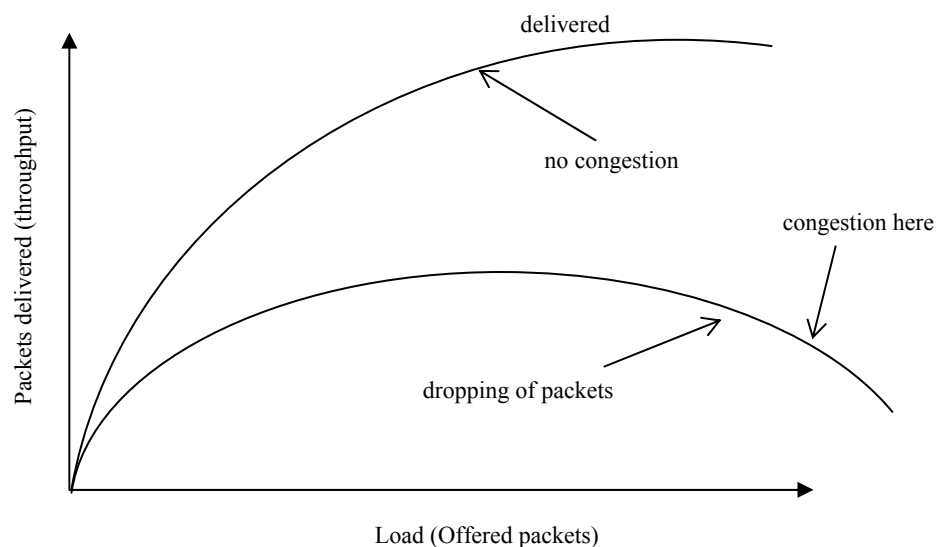 delivered
no congestion
congestion here
dropping of packets
Packets delivered (throughput)
Load (Offered packets)